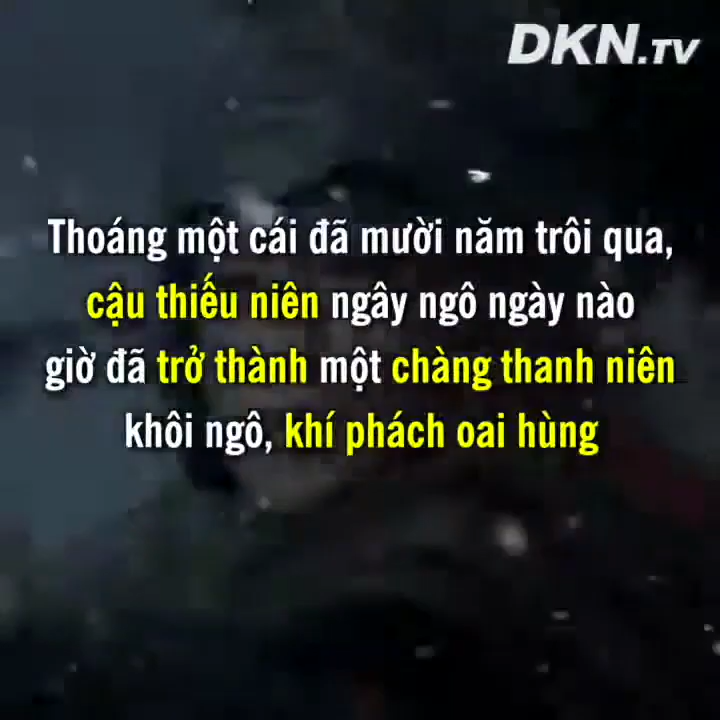 DKN.TV
Thoáng một cái đã mười năm trôi qua,
cậu thiếu niên ngây ngô ngày nào
giờ đã trở thành một chàng thanh niên
khôi ngô, khí phách oai hùng